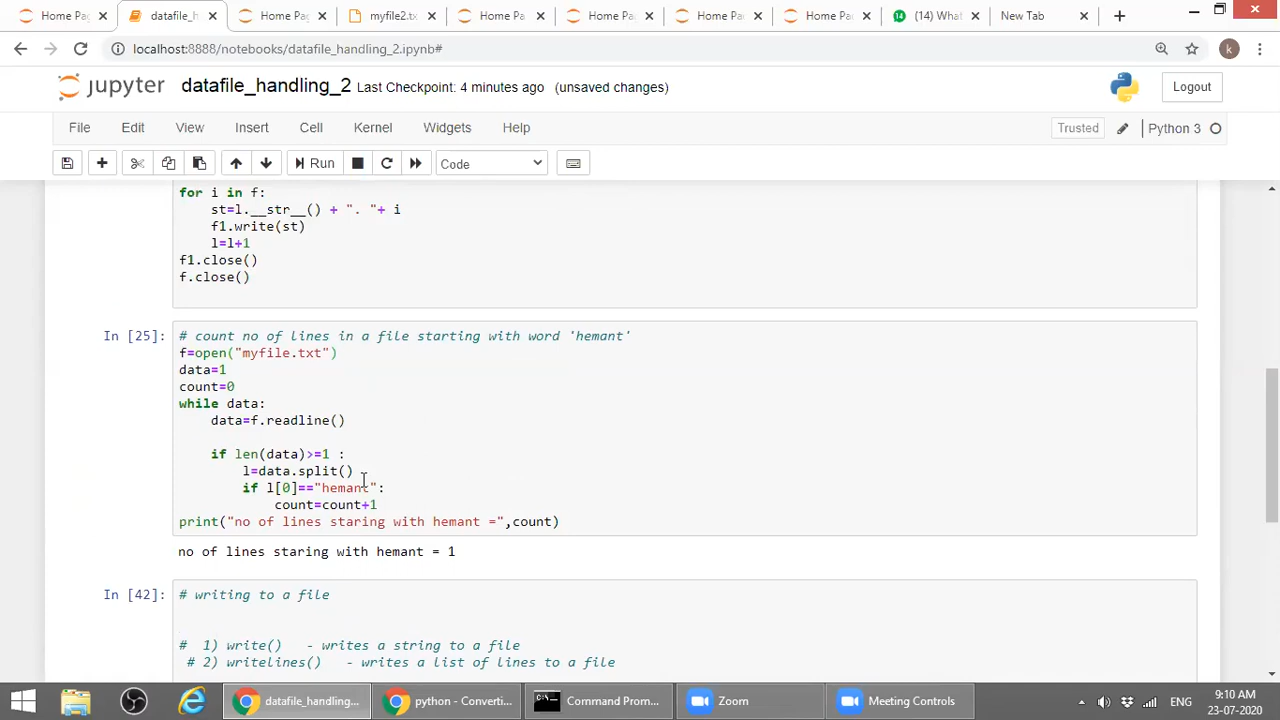 Home Pag
datafile_h
Home Pag
myfile2.tx
Home Pa
Home Pa
Home Pa
Home Pa
14
(14) What
New Tab
localhost:8888/notebooks/datafile_handling_2.ipynb#
k
jupyter
datafile_handling_2
Last Checkpoint: 4 minutes ago
(unsaved changes)
Logout
File
Edit
View
Insert
Cell
Kernel
Widgets
Help
Trusted
Python 3
Run
Code
for i in f:
st=l.__str__() + ". "+ i
f1.write(st)
l=l+1
f1.close()
f.close()
In [25]:
# count no of lines in a file starting with word 'hemant'
f=open("myfile.txt")
data=1
count=0
while data:
data=f.readline()
if len(data)>=1 :
l=data.split()
if l[0]=="hemant":
count=count+1
print("no of lines staring with hemant =",count)
no of lines staring with hemant = 1
In [42]:
# writing to a file
# 1) write() - writes a string to a file
# 2) writelines() - writes a list of lines to a file
datafile_handling...
python - Converti...
Command Prom...
Zoom
Meeting Controls
ENG
9:10 AM
23-07-2020